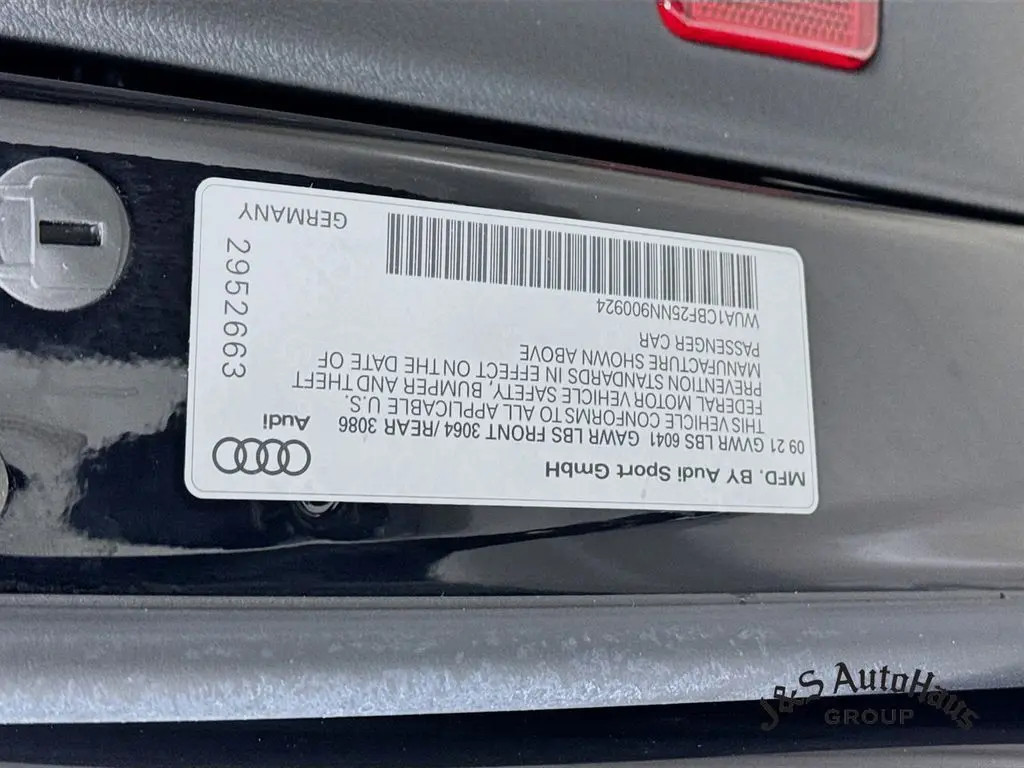 MFD. BY Audi Sport GmbH
09 21 GVWR LBS 6041 GAWR LBS FRONT 3064/REAR 3086
THIS VEHICLE CONFORMS TO ALL APPLICABLE U.S.
FEDERAL MOTOR VEHICLE SAFETY, BUMPER AND THEFT
PREVENTION STANDARDS IN EFFECT ON THE DATE OF
MANUFACTURE SHOWN ABOVE
PASSENGER CAR
WUA1CBF25NN900924
Audi
2952663
GERMANY
J&S AutoHaus
GROUP